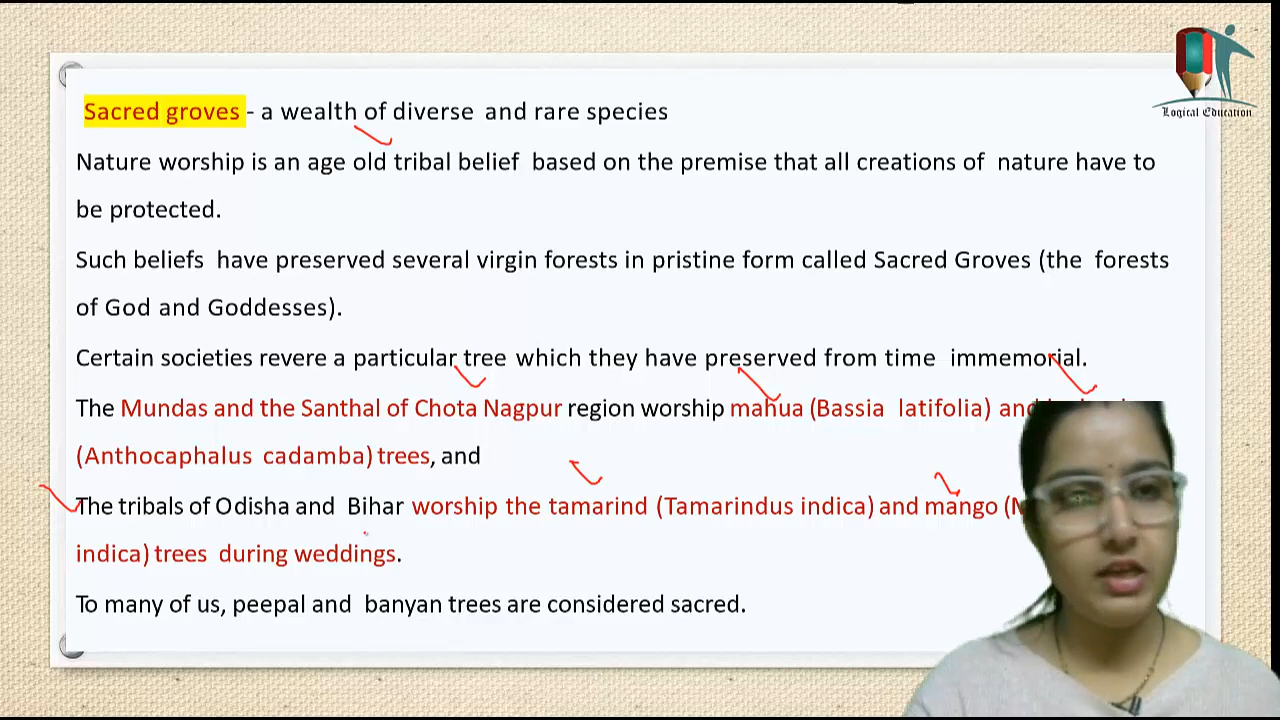 Logical Education
Sacred groves - a wealth of diverse and rare species
Nature worship is an age old tribal belief based on the premise that all creations of nature have to
be protected.
Such beliefs have preserved several virgin forests in pristine form called Sacred Groves (the forests
of God and Goddesses).
Certain societies revere a particular tree which they have preserved from time immemorial.
The Mundas and the Santhal of Chota Nagpur region worship mahua (Bassia latifolia) and
(Anthocaphalus cadamba) trees, and
The tribals of Odisha and Bihar worship the tamarind (Tamarindus indica) and mango
indica) trees during weddings.
To many of us, peepal and banyan trees are considered sacred.